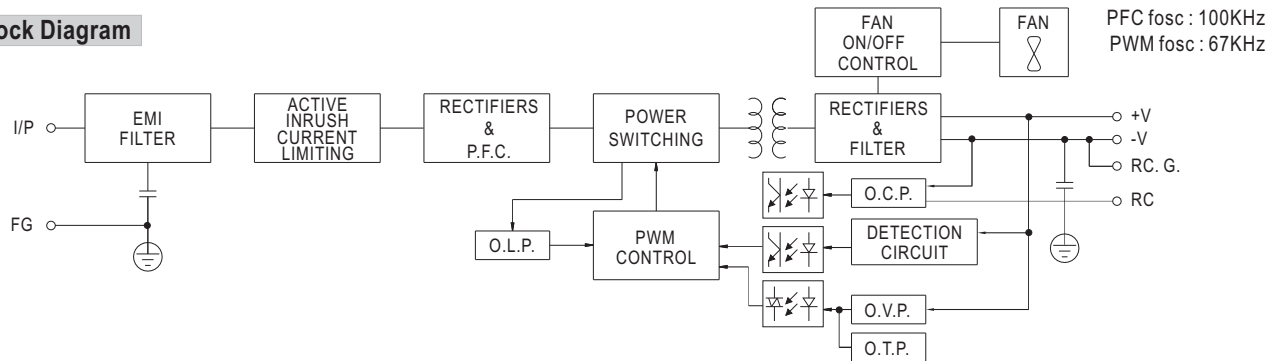 ock Diagram
PFC fosc : 100KHz
PWM fosc : 67KHz
FAN
ON/OFF
CONTROL
FAN
I/P
EMI
FILTER
ACTIVE
INRUSH
CURRENT
LIMITING
RECTIFIERS
&
P.F.C.
POWER
SWITCHING
RECTIFIERS
&
FILTER
+V
-V
RC. G.
RC
FG
O.L.P.
PWM
CONTROL
O.C.P.
DETECTION
CIRCUIT
O.V.P.
O.T.P.